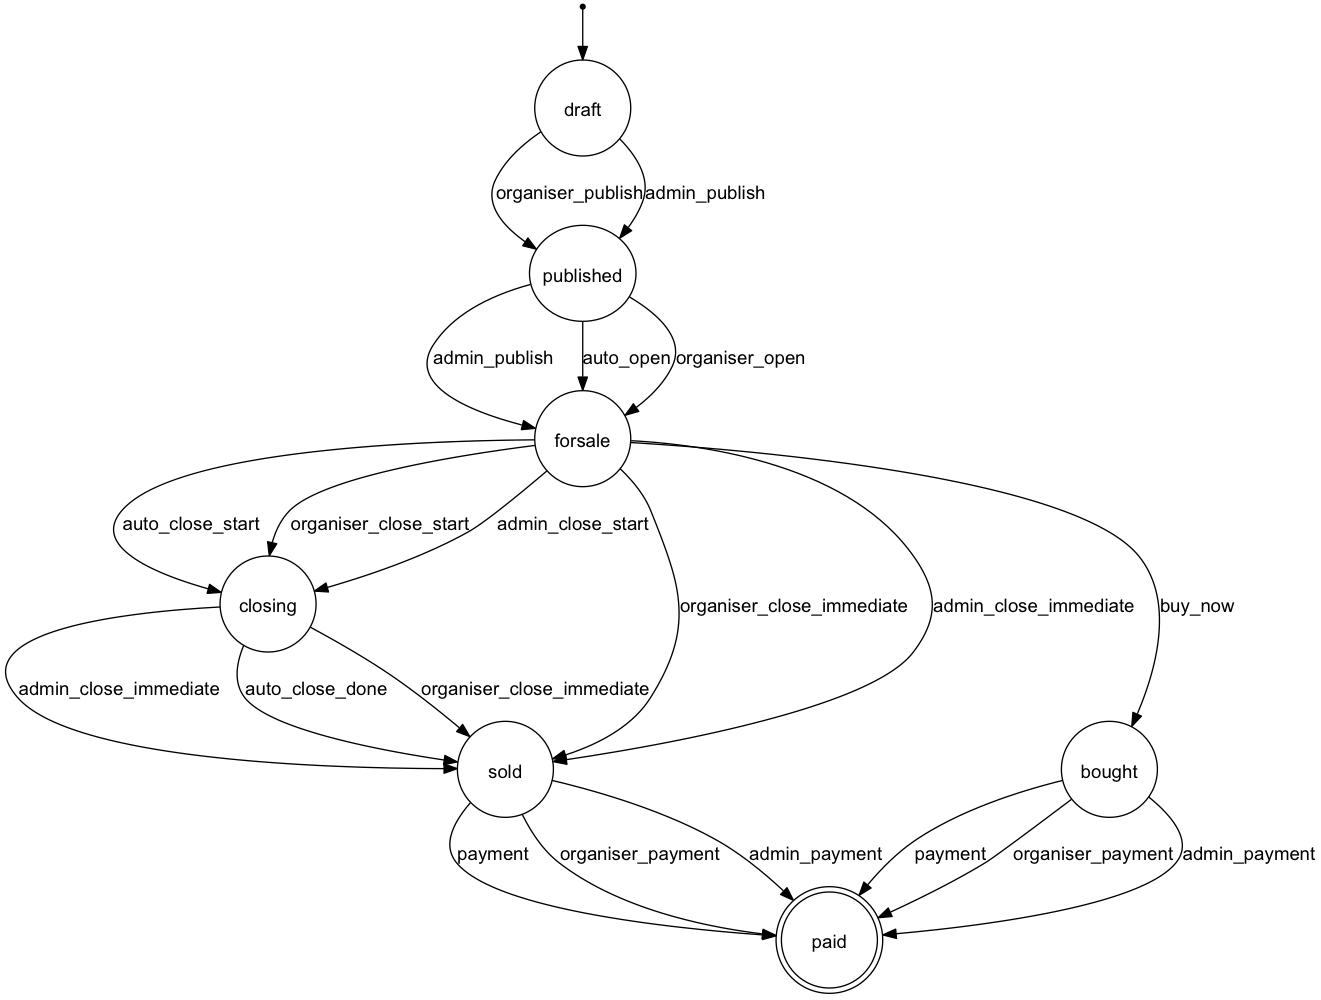 draft
organiser_publish
admin_publish
published
admin_publish
auto_open
organiser_open
forsale
auto_close_start
organiser_close_start
admin_close_start
closing
organiser_close_immediate
admin_close_immediate
buy_now
admin_close_immediate
auto_close_done
organiser_close_immediate
sold
bought
payment
organiser_payment
admin_payment
payment
organiser_payment
admin_payment
paid